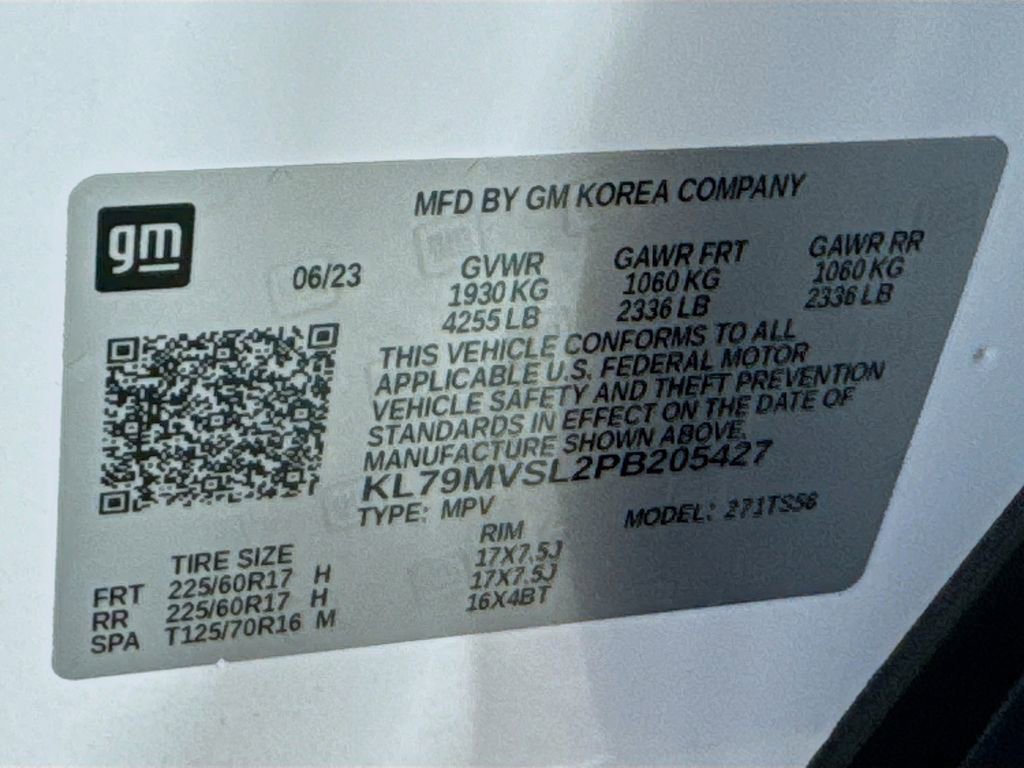 gm
MFD BY GM KOREA COMPANY
06/23
GVWR GAWR FRT GAWR RR
1930 KG 1060 KG 1060 KG
4255 LB 2336 LB 2336 LB
THIS VEHICLE CONFORMS TO ALL
APPLICABLE U.S. FEDERAL MOTOR
VEHICLE SAFETY AND THEFT PREVENTION
STANDARDS IN EFFECT ON THE DATE OF
MANUFACTURE SHOWN ABOVE.
KL79MVSL2PB205427
TYPE: MPV MODEL: 271TS56
TIRE SIZE RIM
FRT 225/60R17 H 17X7.5J
RR 225/60R17 H 17X7.5J
SPA T125/70R16 M 16X4BT